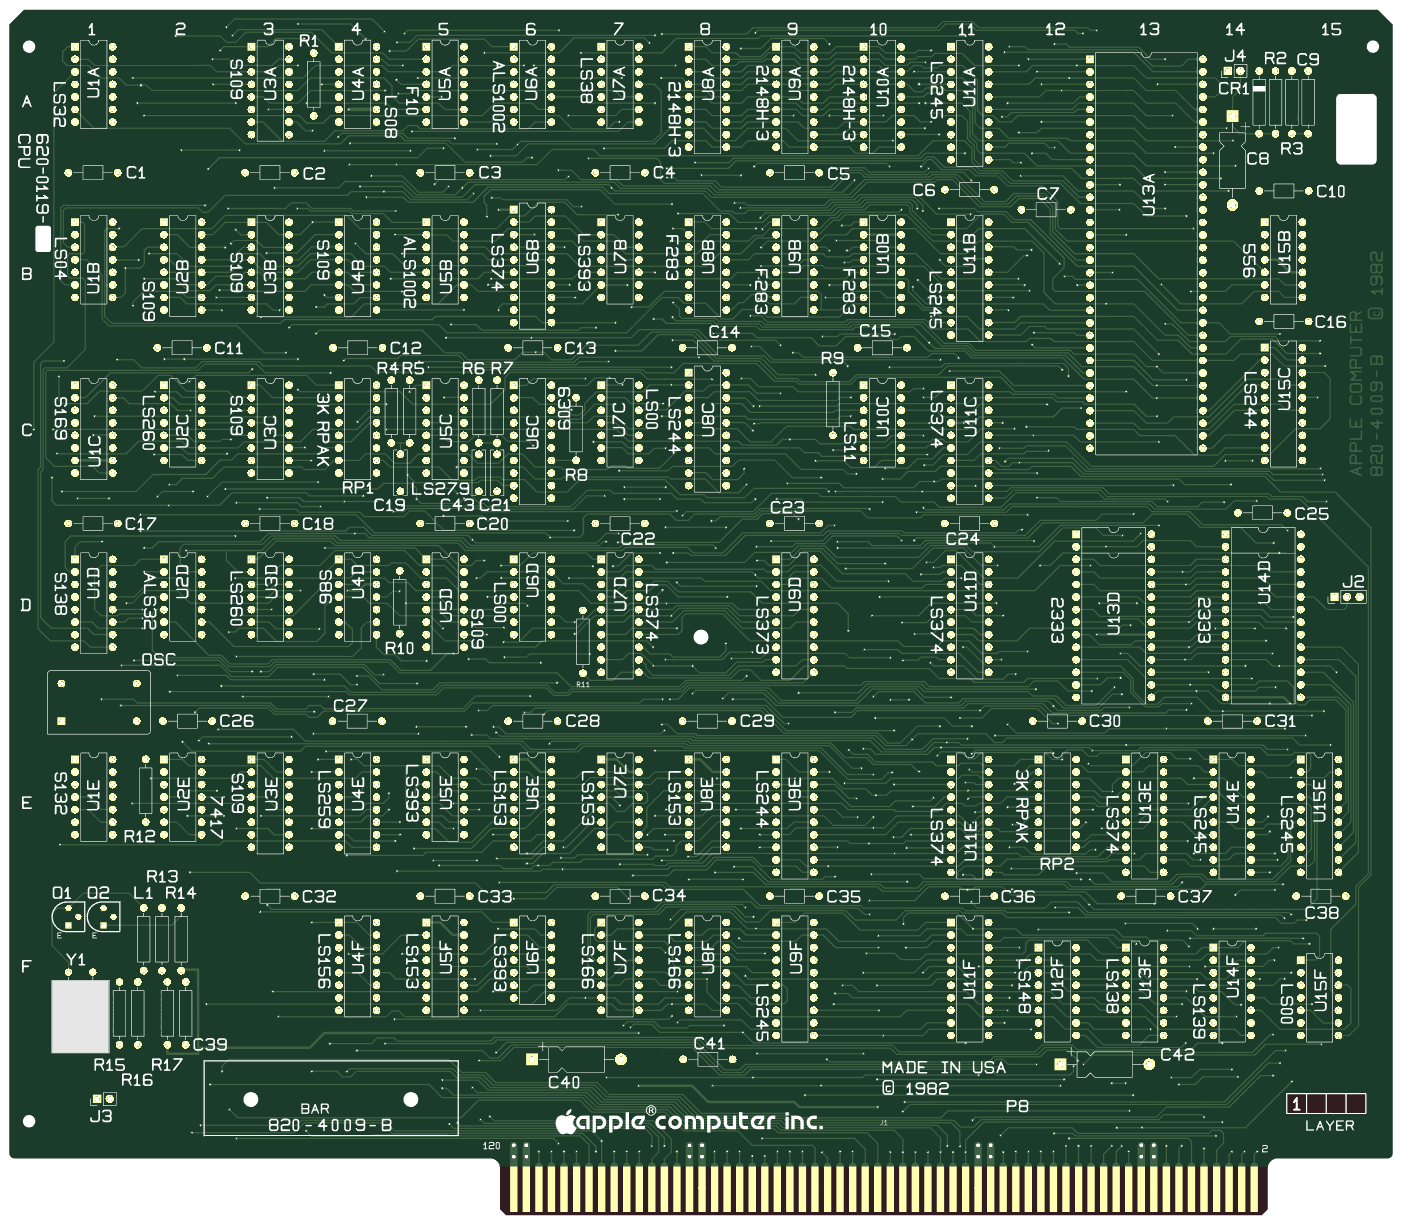 1 2 3 4 5 6 7 8 9 10 11 12 13 14 15
A
LS32 U1A
S109 U3A
R1
U4A LS08
F10 U5A
ALS1002 U6A
LS38 U7A
2148H-3 U8A
2148H-3 U9A
2148H-3 U10A
LS245 U11A
U13A
J4 R2 C9
CR1
R3
C8
820-0119-
CPU
C1 C2 C3 C4 C5 C6 C7 C10
B
LS04 U1B
S109 U2B
S109 U3B
S109 U4B
ALS1002 U5B
LS374 U6B
LS393 U7B
F283 U8B
F283 U9B
F283 U10B
LS245 U11B
556 U15B
APPLE COMPUTER © 1982
820-4009-B
C11 C12 C13 C14 C15 C16
C
S169 U1C
LS260 U2C
S109 U3C
3K RPAK
RP1
R4 R5
C19
U5C
LS279
R6 R7
C43 C21
U6C
S309
R8
U7C LS00
LS244 U8C
R9
LS11 U10C
LS374 U11C
LS244 U15C
C17 C18 C20 C22 C23 C24 C25
D
S138 U1D
ALS32 U2D
LS260 U3D
S86 U4D
R10
U5D S109
LS00 U6D
R11
U7D LS374
LS373 U9D
LS374 U11D
2333 U13D
2333 U14D
J2
OSC
C26 C27 C28 C29 C30 C31
E
S132 U1E
R12
U2E 7417
S109 U3E
LS259 U4E
LS393 U5E
LS153 U6E
LS153 U7E
LS153 U8E
LS244 U9E
LS374 U11E
3K RPAK
RP2
LS374 U13E
LS245 U14E
LS245 U15E
R13
Q1 Q2 L1 R14
E E
C32 C33 C34 C35 C36 C37 C38
F
Y1
LS156 U4F
LS153 U5F
LS393 U6F
LS166 U7F
LS166 U8F
LS245 U9F
U11F
LS148 U12F
LS138 U13F
LS139 U14F
LS00 U15F
R15 R16 R17 C39
C40 C41 C42
MADE IN USA
© 1982
J3
BAR
820-4009-B
apple computer inc.®
J1
P8
1
LAYER
120
2